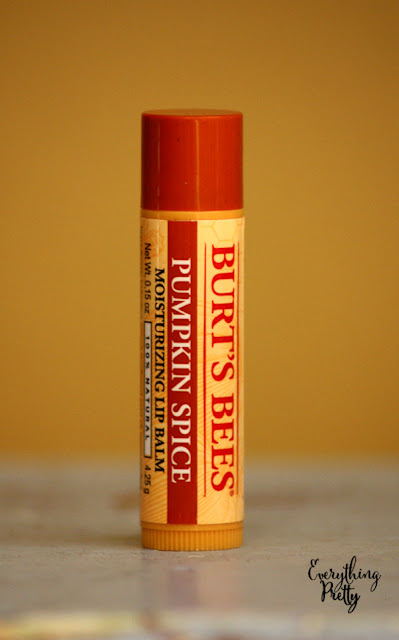 BURT'S BEES®
PUMPKIN SPICE
MOISTURIZING LIP BALM
Net Wt. 0.15 oz 100% NATURAL 4.25 g
Everything
Pretty